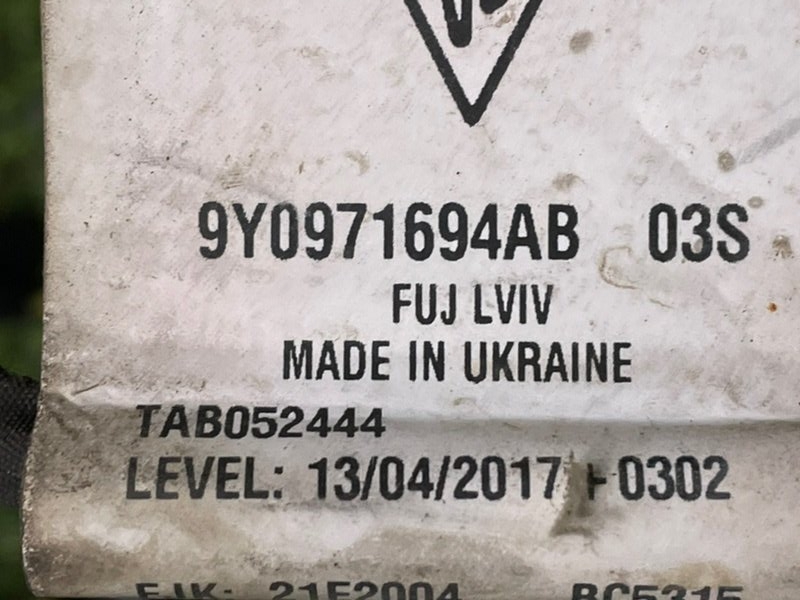 9Y0971694AB 03S
FUJ LVIV
MADE IN UKRAINE
TAB052444
LEVEL: 13/04/2017 + 0302